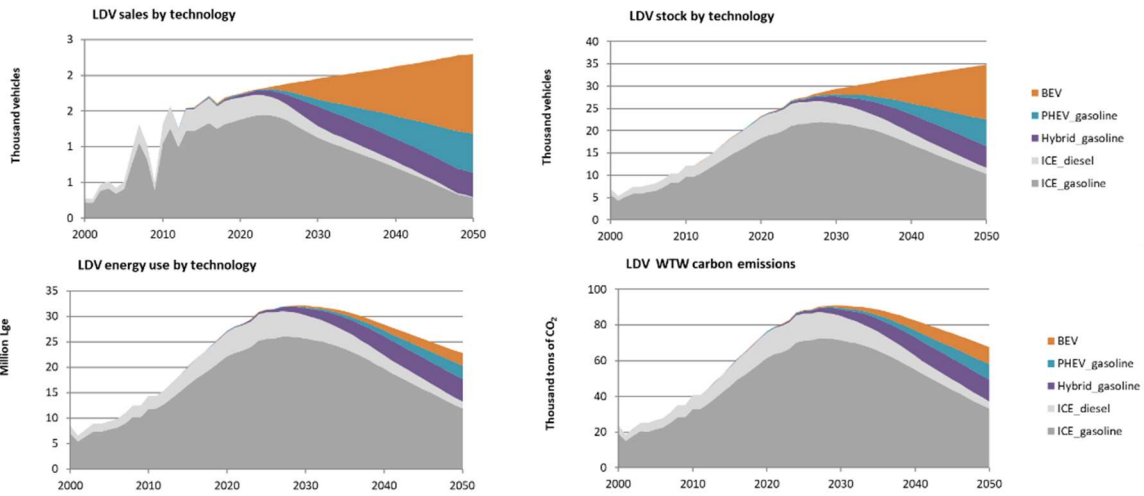 LDV sales by technology
Thousand vehicles
3
2
2
1
1
0
2000 2010 2020 2030 2040 2050
LDV stock by technology
Thousand vehicles
40
35
30
25
20
15
10
5
0
2000 2010 2020 2030 2040 2050
BEV
PHEV_gasoline
Hybrid_gasoline
ICE_diesel
ICE_gasoline
LDV energy use by technology
Million Lge
35
30
25
20
15
10
5
0
2000 2010 2020 2030 2040 2050
LDV WTW carbon emissions
Thousand tons of CO2
100
80
60
40
20
0
2000 2010 2020 2030 2040 2050
BEV
PHEV_gasoline
Hybrid_gasoline
ICE_diesel
ICE_gasoline